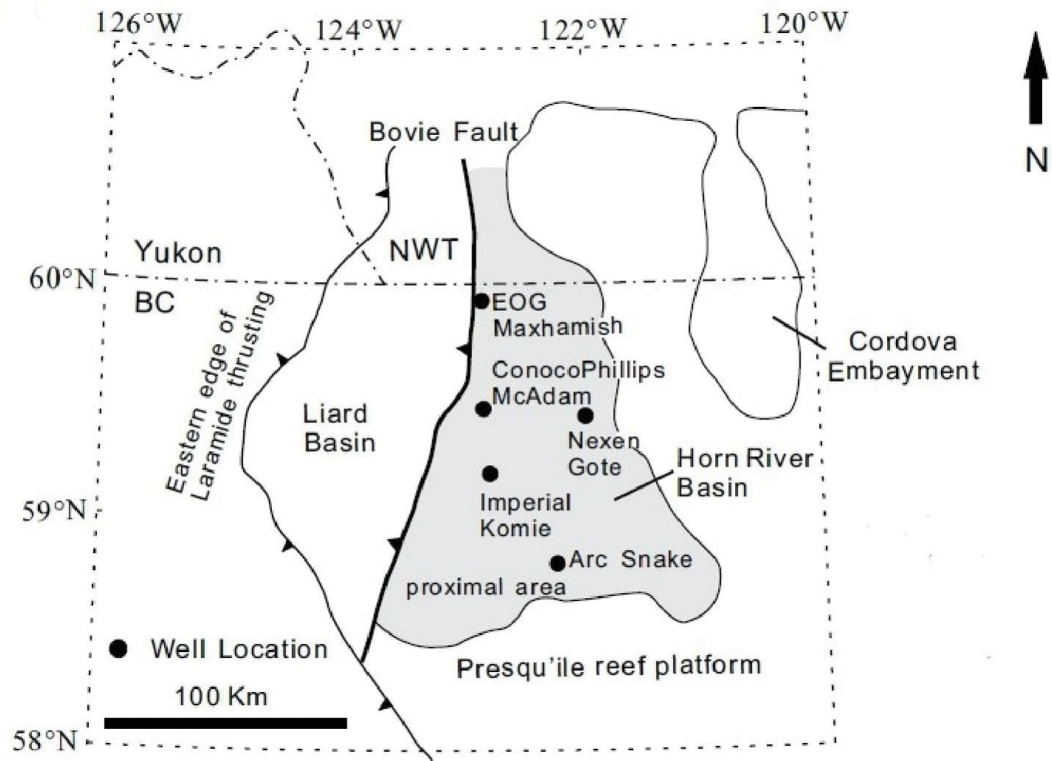 126°W
124°W
122°W
120°W
N
Bovie Fault
Yukon
NWT
60°N
BC
EOG
Maxhamish
Eastern edge of
Laramide thrusting
Cordova
Embayment
ConocoPhillips
McAdam
Liard
Basin
Nexen
Gote
Horn River
Basin
59°N
Imperial
Komie
Arc Snake
proximal area
Well Location
Presqu'ile reef platform
100 Km
58°N